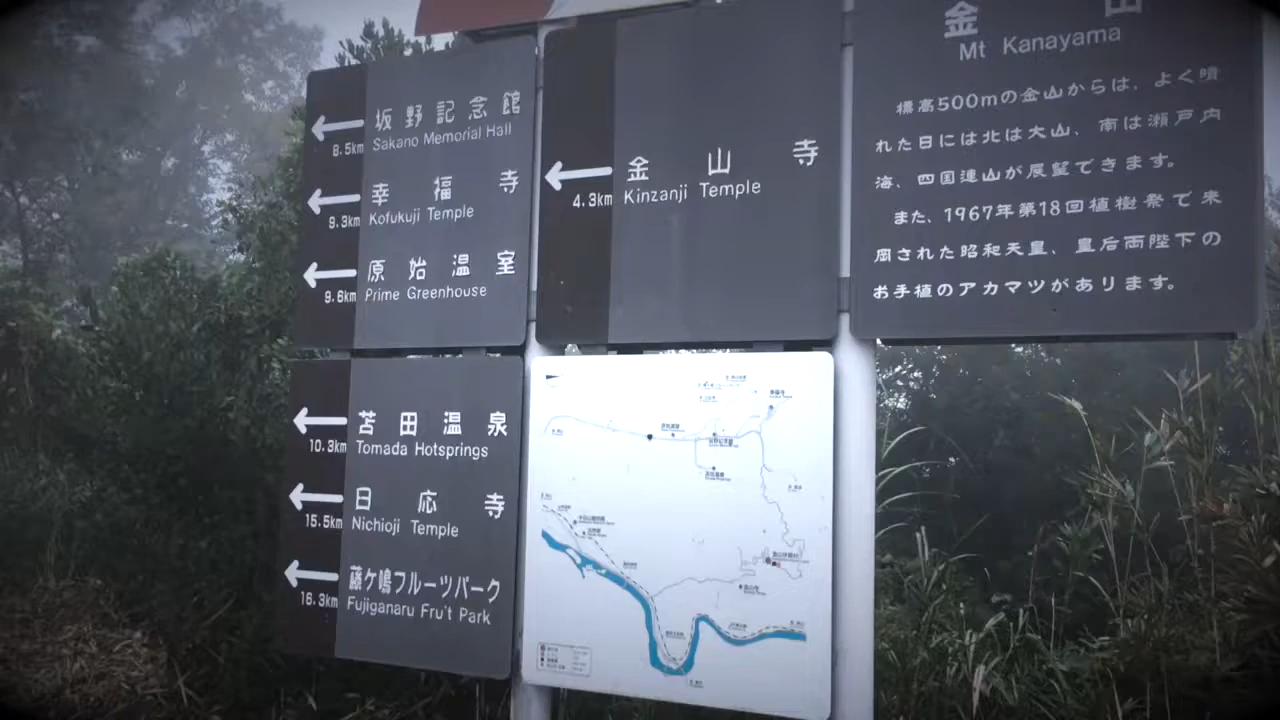 坂野記念館
Sakano Memorial Hall
8.5km
幸福寺
Kofukuji Temple
9.3km
原始温室
Prime Greenhouse
9.6km
苫田温泉
Tomada Hotsprings
10.3km
日応寺
Nichioji Temple
15.5km
藤ケ鳴フルーツパーク
Fujiganaru Fru't Park
16.3km
金山寺
Kinzanji Temple
4.3km
金山
Mt Kanayama
標高500mの金山からは、よく晴
れた日には北は大山、南は瀬戸内
海、四国連山が展望できます。
また、1967年第18回植樹祭で来
岡された昭和天皇、皇后両陛下の
お手植のアカマツがあります。